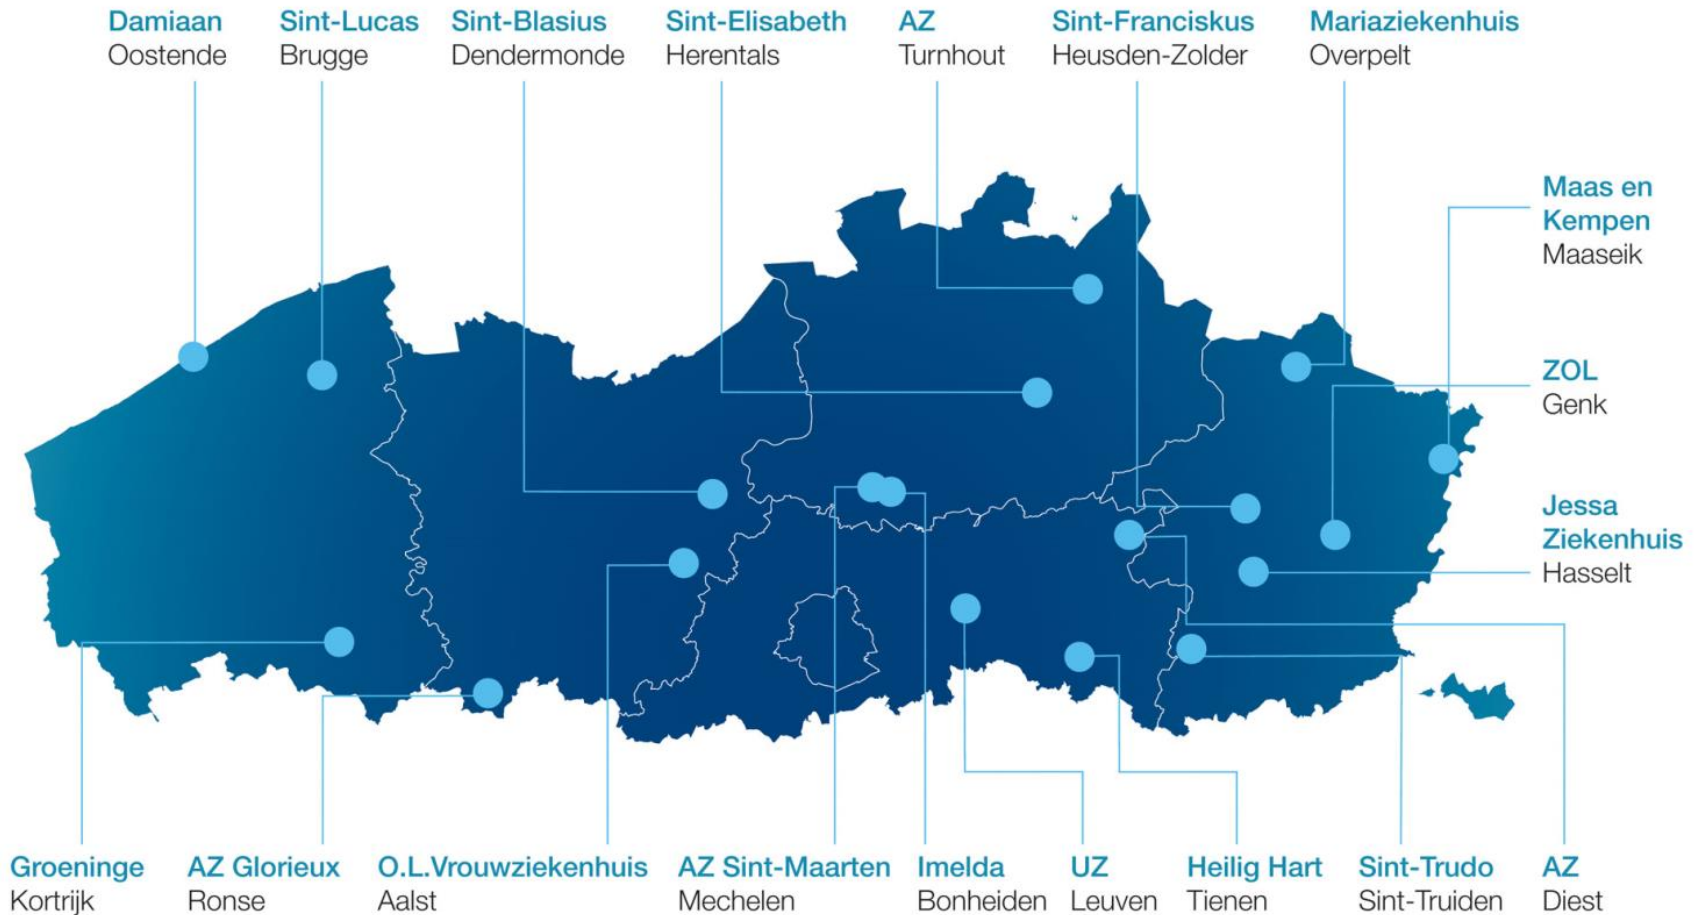 Damiaan
Oostende
Sint-Lucas
Brugge
Sint-Blasius
Dendermonde
Sint-Elisabeth
Herentals
AZ
Turnhout
Sint-Franciskus
Heusden-Zolder
Mariaziekenhuis
Overpelt
Maas en
Kempen
Maaseik
ZOL
Genk
Jessa
Ziekenhuis
Hasselt
Groeninge
Kortrijk
AZ Glorieux
Ronse
O.L.Vrouwziekenhuis
Aalst
AZ Sint-Maarten
Mechelen
Imelda
Bonheiden
UZ
Leuven
Heilig Hart
Tienen
Sint-Trudo
Sint-Truiden
AZ
Diest